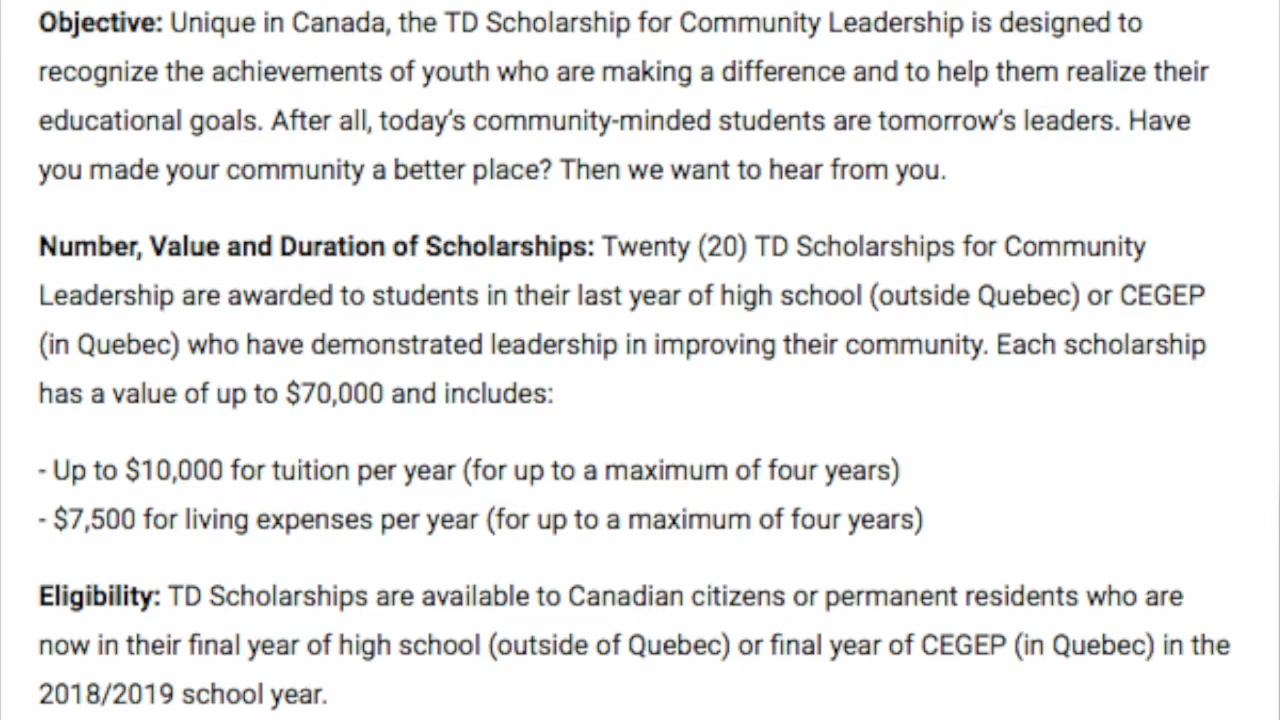 Objective: Unique in Canada, the TD Scholarship for Community Leadership is designed to
recognize the achievements of youth who are making a difference and to help them realize their
educational goals. After all, today's community-minded students are tomorrow's leaders. Have
you made your community a better place? Then we want to hear from you.
Number, Value and Duration of Scholarships: Twenty (20) TD Scholarships for Community
Leadership are awarded to students in their last year of high school (outside Quebec) or CEGEP
(in Quebec) who have demonstrated leadership in improving their community. Each scholarship
has a value of up to $70,000 and includes:
- Up to $10,000 for tuition per year (for up to a maximum of four years)
- $7,500 for living expenses per year (for up to a maximum of four years)
Eligibility: TD Scholarships are available to Canadian citizens or permanent residents who are
now in their final year of high school (outside of Quebec) or final year of CEGEP (in Quebec) in the
2018/2019 school year.